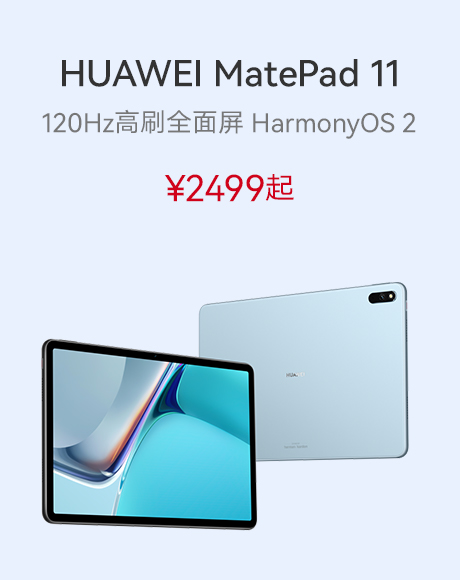 HUAWEI MatePad 11
120Hz高刷全面屏 HarmonyOS 2
¥2499起
HUAWEI